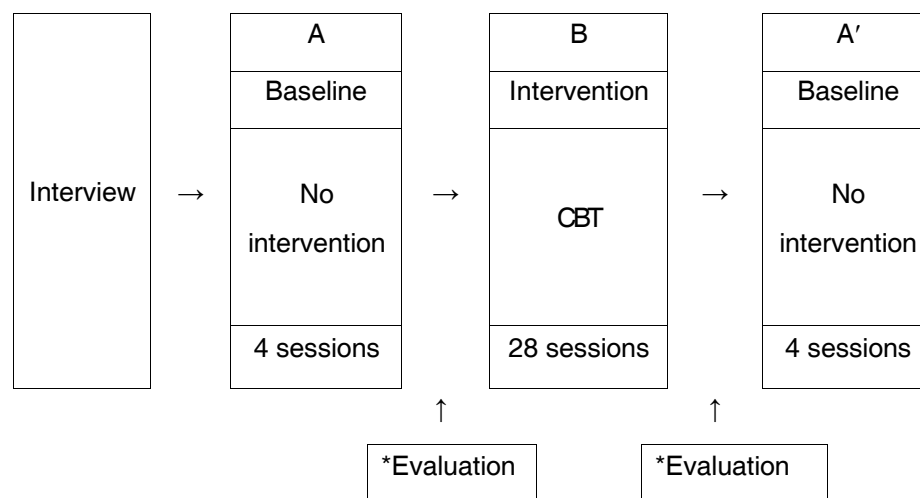 A
B
A′
Baseline
Intervention
Baseline
Interview
→
No
intervention
→
CBT
→
No
intervention
4 sessions
28 sessions
4 sessions
↑
↑
*Evaluation
*Evaluation